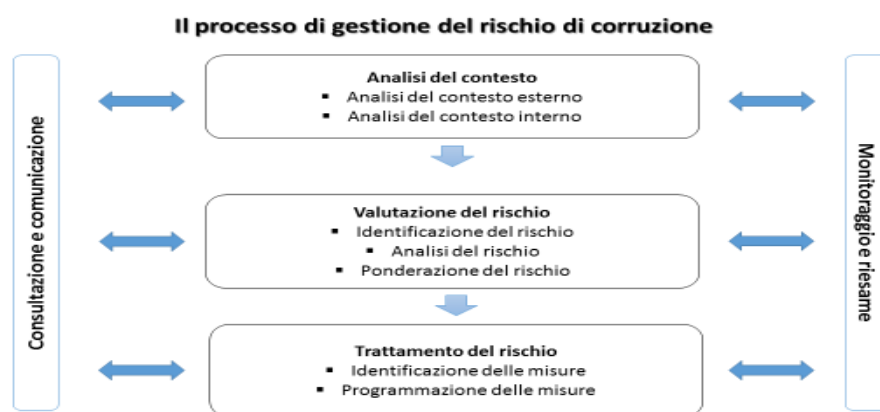 Il processo di gestione del rischio di corruzione
Consultazione e comunicazione
Analisi del contesto
▪ Analisi del contesto esterno
▪ Analisi del contesto interno
Valutazione del rischio
▪ Identificazione del rischio
▪ Analisi del rischio
▪ Ponderazione del rischio
Trattamento del rischio
▪ Identificazione delle misure
▪ Programmazione delle misure
Monitoraggio e riesame